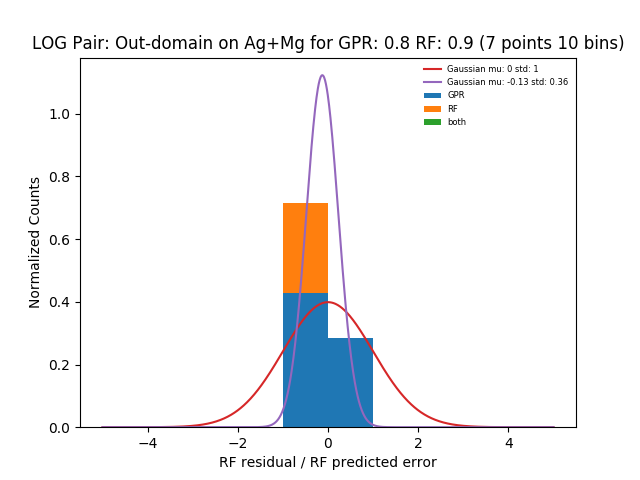 LOG Pair: Out-domain on Ag+Mg for GPR: 0.8 RF: 0.9 (7 points 10 bins)
Gaussian mu: 0 std: 1
Gaussian mu: -0.13 std: 0.36
GPR
RF
both
Normalized Counts
1.0
0.8
0.6
0.4
0.2
0.0
−4 −2 0 2 4
RF residual / RF predicted error